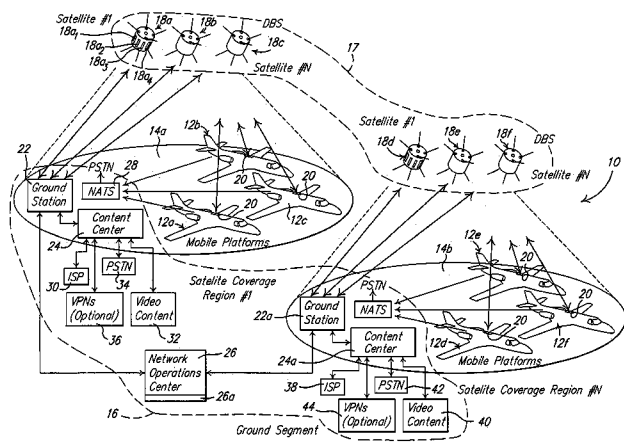 Satellite #1
18a
18b
DBS
17
18a1
18a2
18a3
18a4
18c
Satellite #N
Satellite #1
DBS
18e
18f
18d
Satellite #N
10
22
14a
12b
28
PSTN
NATS
Ground
Station
20
20
20
20
12a
12c
Mobile Platforms
Content
Center
24
ISP
30
PSTN
34
VPNs
(Optional)
36
Video
Content
32
Satellite Coverage
Region #1
12e
14b
PSTN
NATS
20
20
20
20
Ground
Station
22a
12d
12f
Mobile Platforms
Content
Center
24a
Network
Operations
Center
26
26a
ISP
38
PSTN
42
Satellite Coverage Region #N
44
VPNs
(Optional)
Video
Content
40
16
Ground Segment